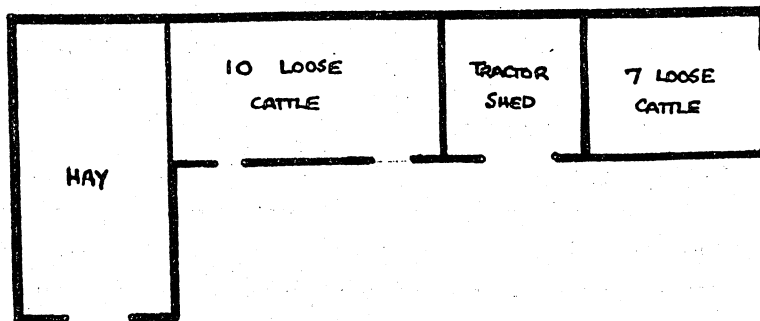 10 LOOSE
CATTLE
TRACTOR
SHED
7 LOOSE
CATTLE
HAY